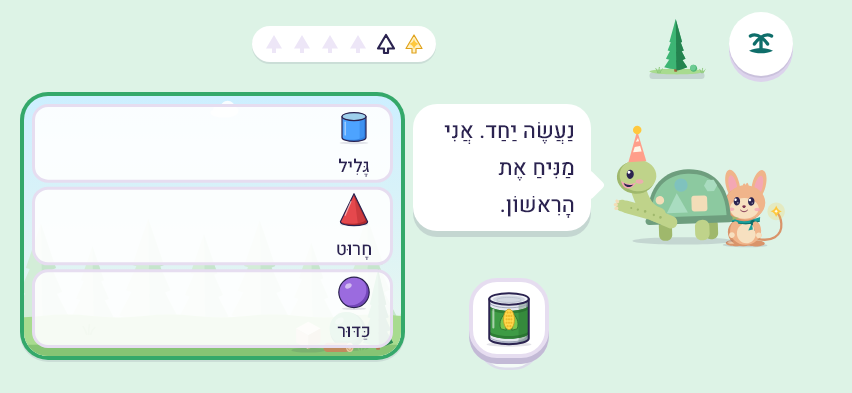 נַעֲשֶׂה יַחַד. אֲנִי
מַנִּיחַ אֶת
הָרִאשׁוֹן.
גָּלִיל
חָרוּט
כַּדּוּר